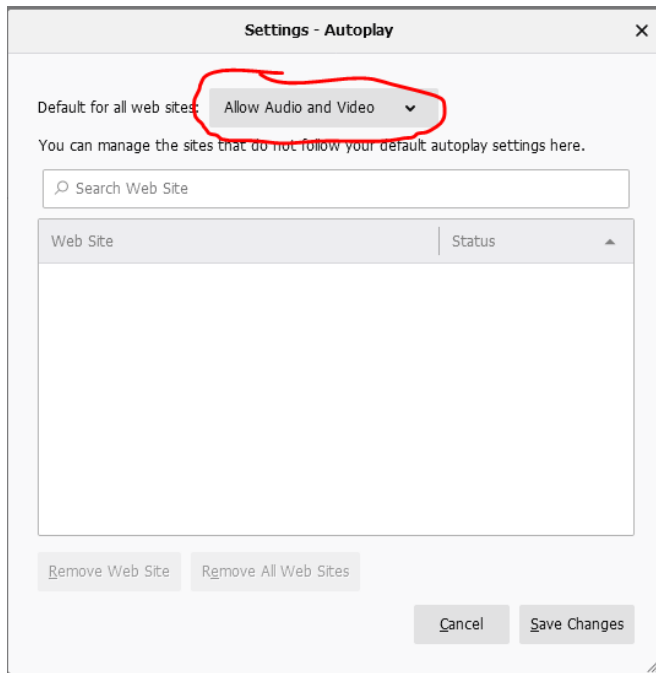 Settings - Autoplay
Default for all web sites: Allow Audio and Video
You can manage the sites that do not follow your default autoplay settings here.
Search Web Site
Web Site Status
Remove Web Site Remove All Web Sites
Cancel Save Changes